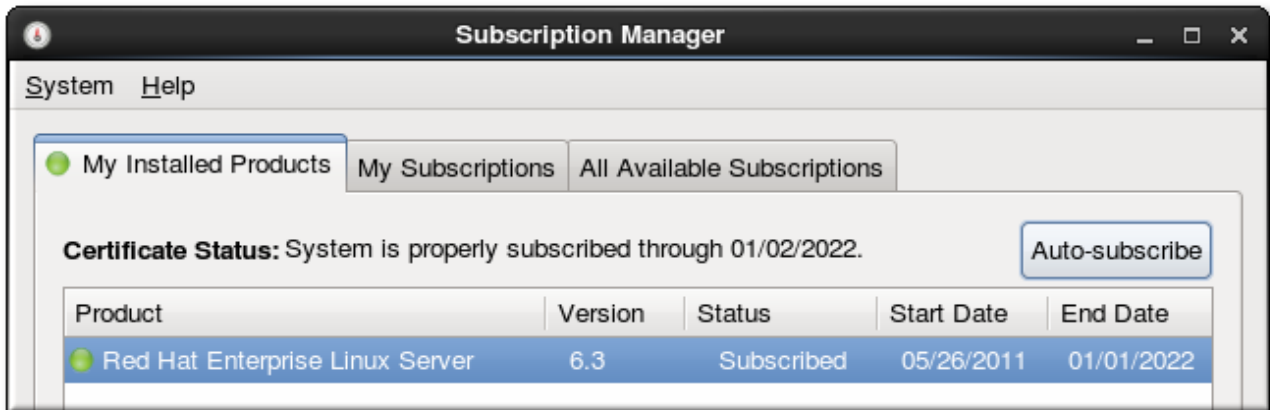 Subscription Manager
System Help
My Installed Products My Subscriptions All Available Subscriptions
Certificate Status: System is properly subscribed through 01/02/2022. Auto-subscribe
Product Version Status Start Date End Date
Red Hat Enterprise Linux Server 6.3 Subscribed 05/26/2011 01/01/2022